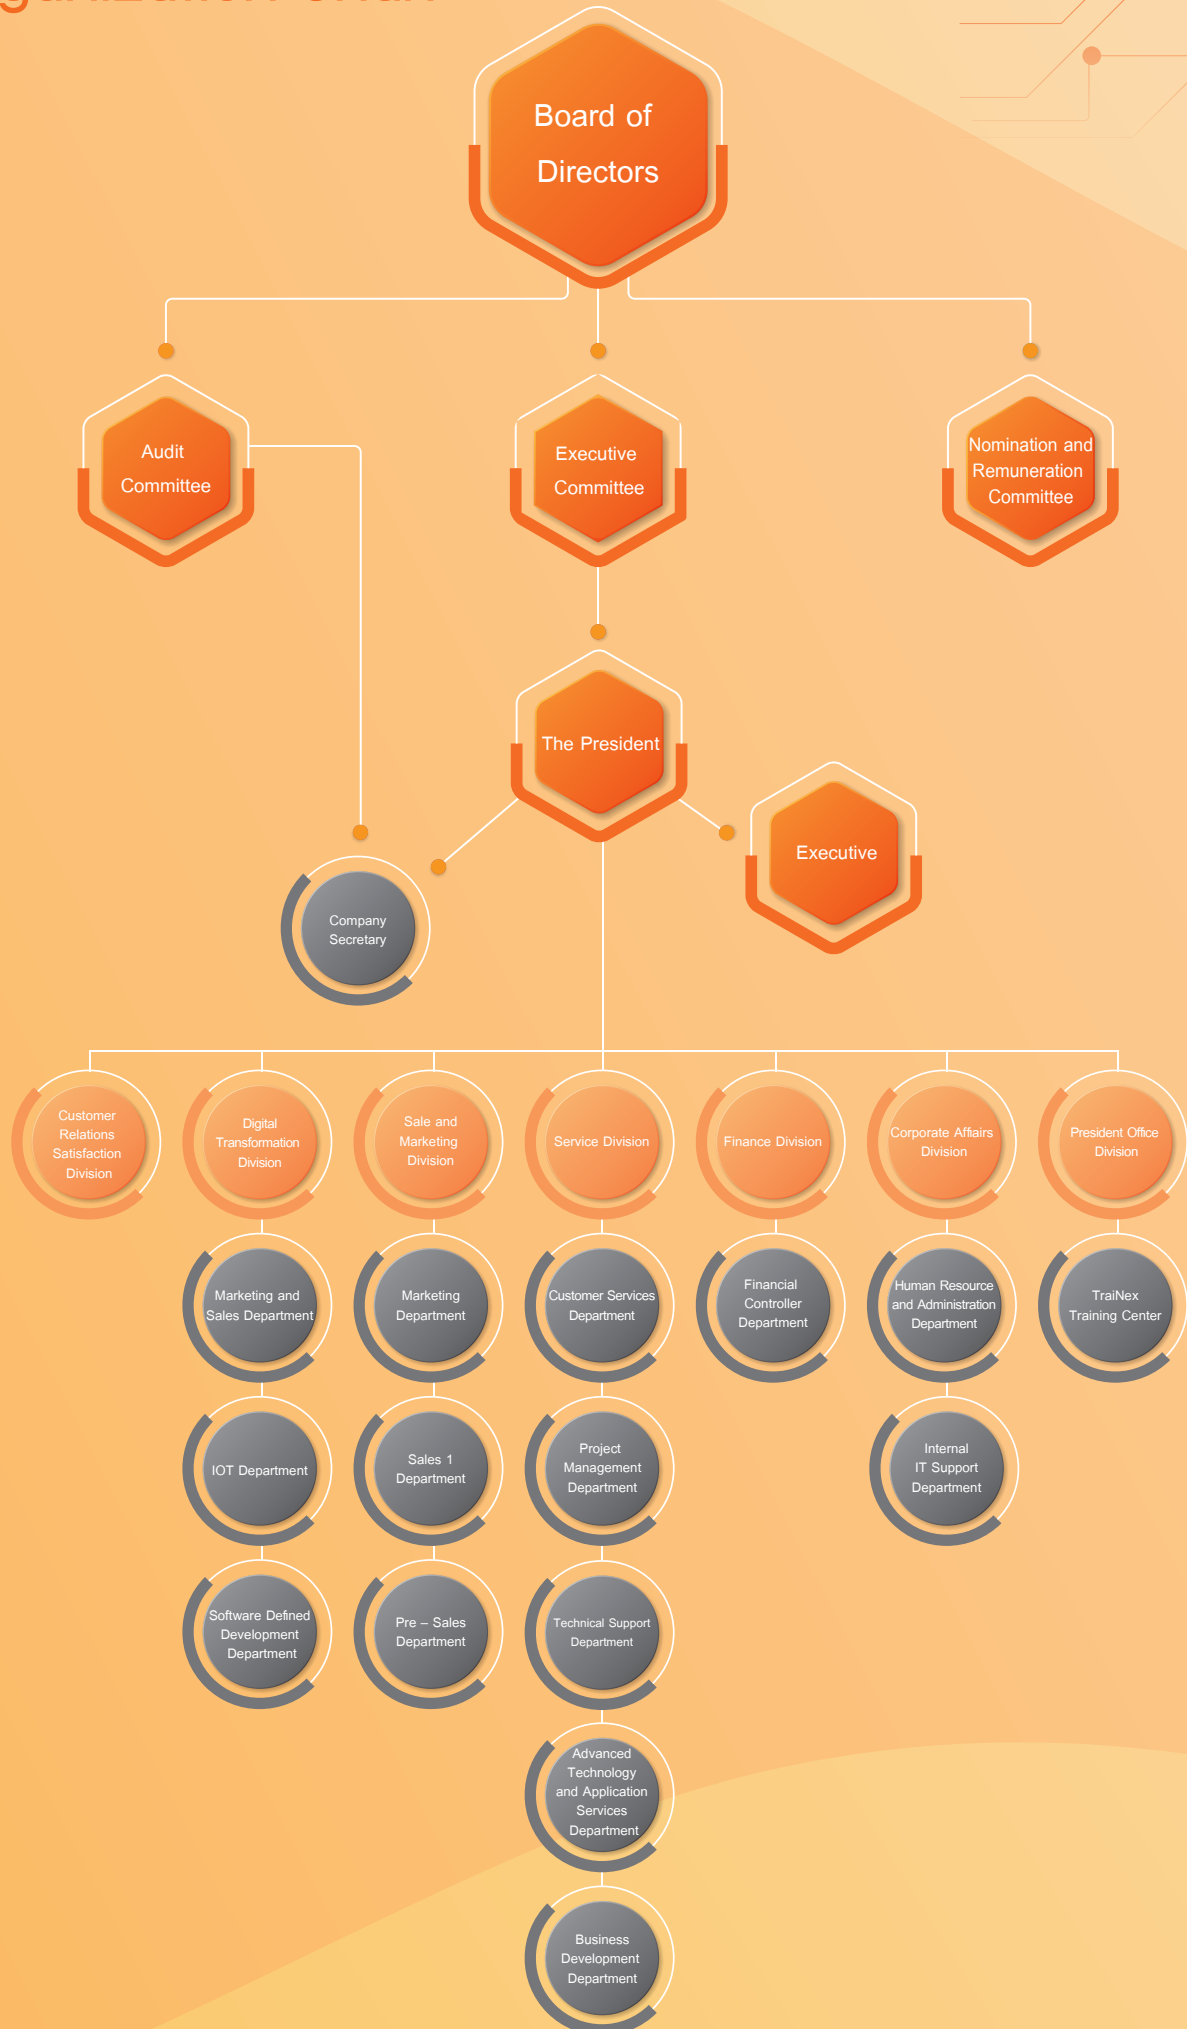 Board of
Directors
Audit
Committee
Executive
Committee
Nomination and
Remuneration
Committee
The President
Executive
Company
Secretary
Customer
Relations
Satisfaction
Division
Digital
Transformation
Division
Sale and
Marketing
Division
Service Division
Finance Division
Corporate Affiairs
Division
President Office
Division
Marketing and
Sales Department
Marketing
Department
Customer Services
Department
Financial
Controller
Department
Human Resource
and Administration
Department
TraiNex
Training Center
IOT Department
Sales 1
Department
Project
Management
Department
Internal
IT Support
Department
Software Defined
Development
Department
Pre – Sales
Department
Technical Support
Department
Advanced
Technology
and Application
Services
Department
Business
Development
Department